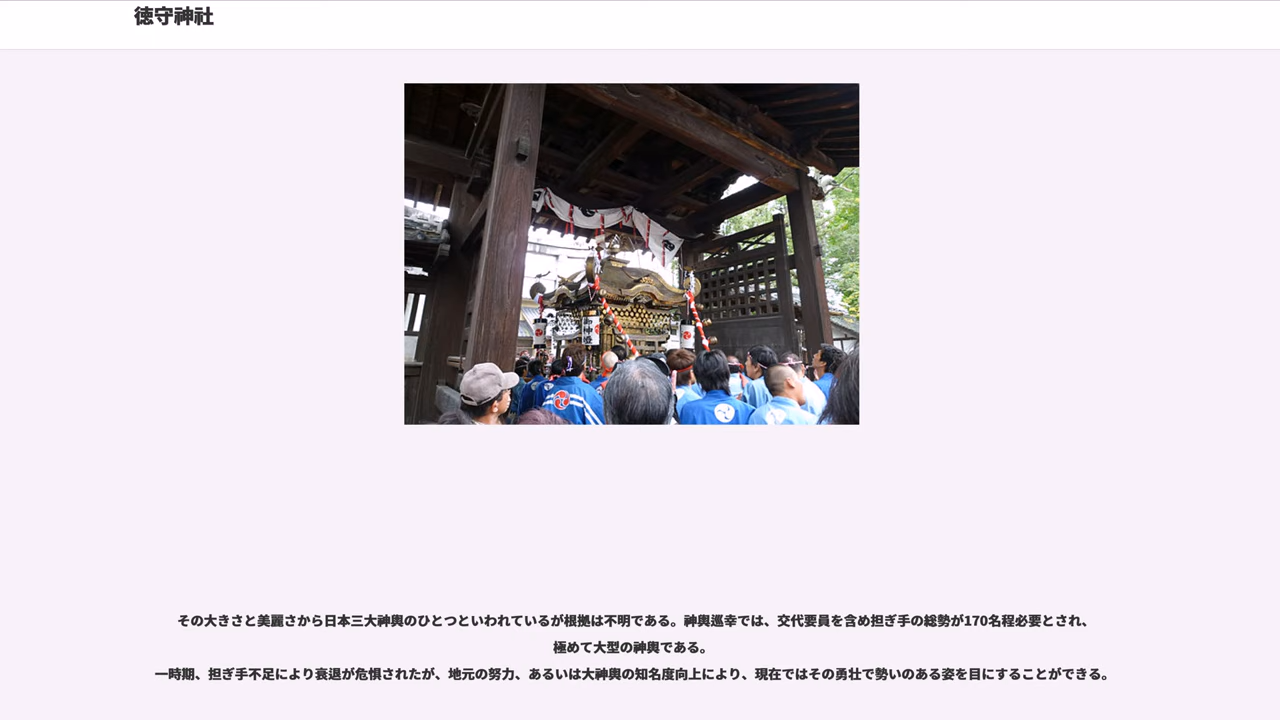 徳守神社
御神燈
その大きさと美麗さから日本三大神輿のひとつといわれているが根拠は不明である。神輿巡幸では、交代要員を含め担ぎ手の総勢が170名程必要とされ、
極めて大型の神輿である。
一時期、担ぎ手不足により衰退が危惧されたが、地元の努力、あるいは大神輿の知名度向上により、現在ではその勇壮で勢いのある姿を目にすることができる。